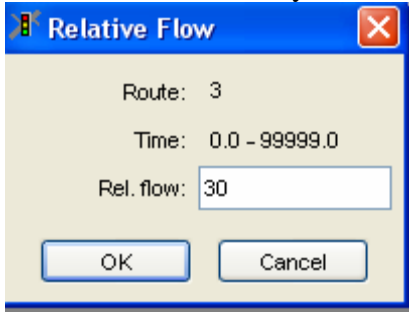 Relative Flow
Route: 3
Time: 0.0 - 99999.0
Rel. flow: 30
OK Cancel